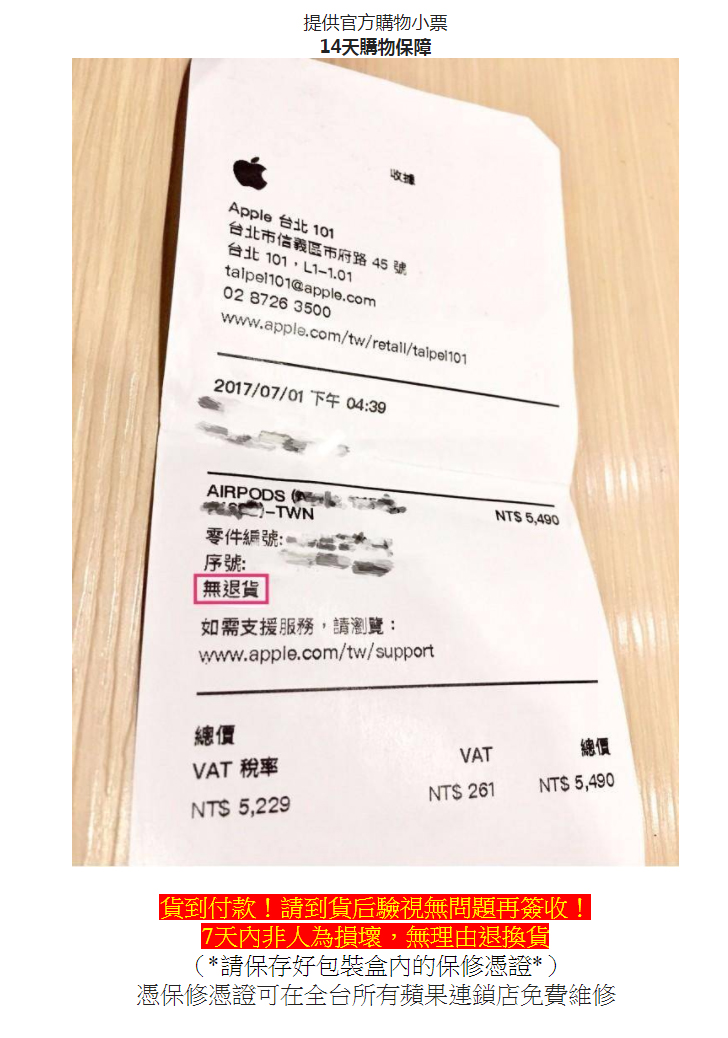 提供官方購物小票
14天購物保障
收據
Apple 台北 101
台北市信義區市府路 45 號
台北 101，L1-1.01
taipei101@apple.com
02 8726 3500
www.apple.com/tw/retail/taipei101
2017/07/01 下午 04:39
AIRPODS (
)-TWN NT$ 5,490
零件編號:
序號:
無退貨
如需支援服務，請瀏覽：
www.apple.com/tw/support
總價
VAT 稅率 VAT 總價
NT$ 5,229 NT$ 261 NT$ 5,490
貨到付款！請到貨后驗視無問題再簽收！
7天內非人為損壞，無理由退換貨
（*請保存好包裝盒內的保修憑證*）
憑保修憑證可在全台所有蘋果連鎖店免費維修